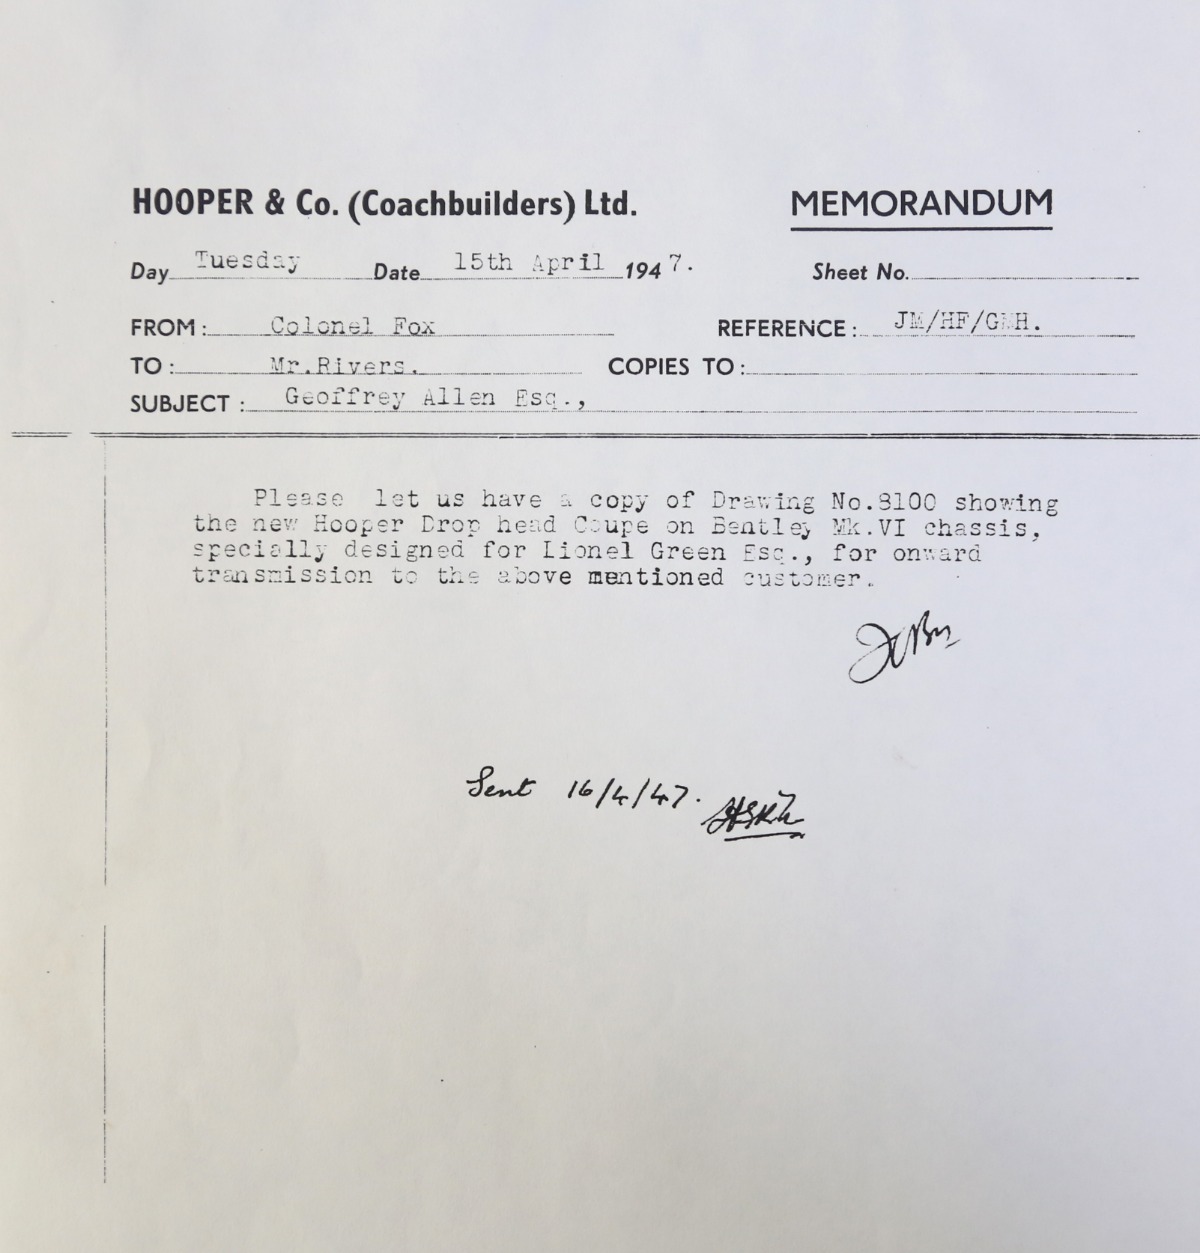 HOOPER & Co. (Coachbuilders) Ltd. MEMORANDUM
Day Tuesday Date 15th April 1947. Sheet No.
FROM: Colonel Fox REFERENCE: JM/HF/GMH.
TO: Mr.Rivers. COPIES TO:
SUBJECT: Geoffrey Allen Esq.,
Please let us have a copy of Drawing No.8100 showing
the new Hooper Drop head Coupe on Bentley Mk.VI chassis,
specially designed for Lionel Green Esq., for onward
transmission to the above mentioned customer.
Sent 16/4/47.